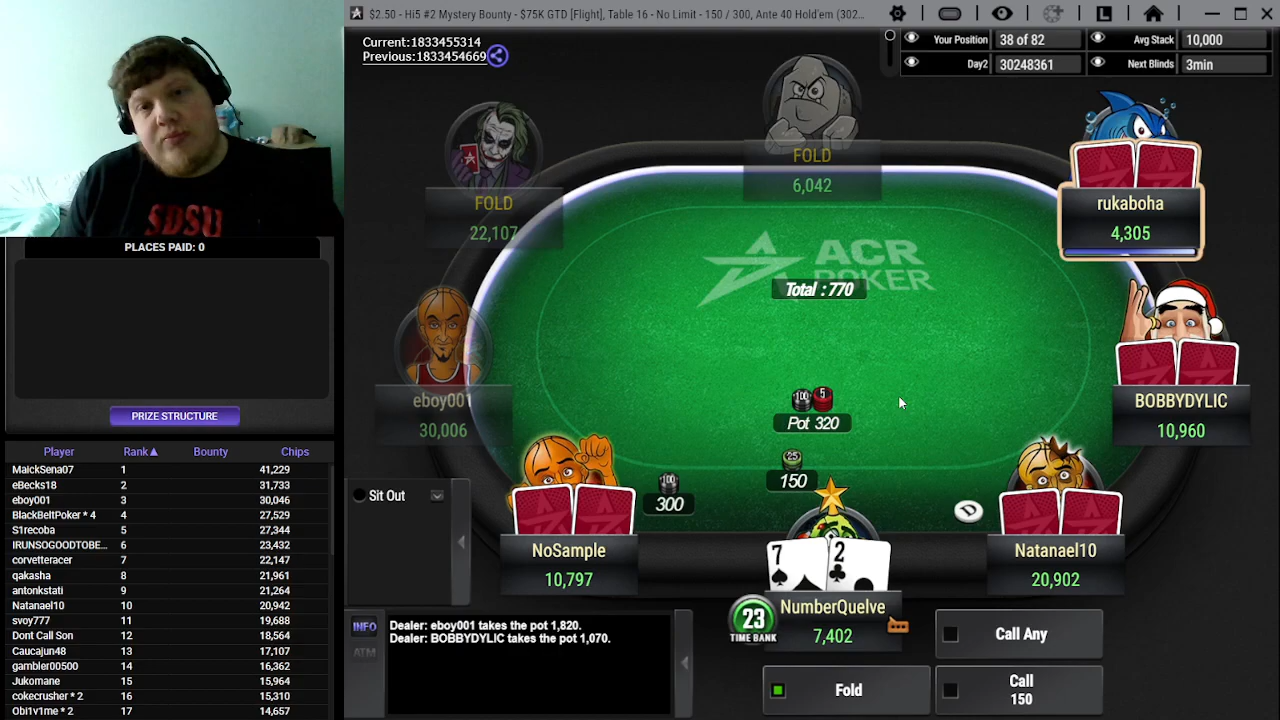 $2.50 - Hi5 #2 Mystery Bounty - $75K GTD [Flight], Table 16 - No Limit - 150 / 300, Ante 40 Hold'em (302...
Current:1833455314
Previous:1833454669
Your Position 38 of 82 Avg Stack 10,000
Day2 30248361 Next Blinds 3min
FOLD
6,042
FOLD
22,107
rukaboha
4,305
ACR
POKER
Total : 770
SDSU
PLACES PAID: 0
eboy001
30,006
BOBBYDYLIC
10,960
100 5
Pot 320
25
150
100
300
D
PRIZE STRUCTURE
Player Rank▲ Bounty Chips
MaickSena07 1 41,229
eBecks18 2 31,733
eboy001 3 30,046
BlackBeltPoker * 4 4 27,529
S1recoba 5 27,344
IRUNSOGOODTOBE... 6 23,432
corvetteracer 7 22,147
qakasha 8 21,961
antonkstati 9 21,264
Natanael10 10 20,942
svoy777 11 19,688
Dont Call Son 12 18,564
Caucajun48 13 17,107
gambler00500 14 16,362
Jukomane 15 15,964
cokecrusher * 2 16 15,310
Obi1v1me * 2 17 14,657
Sit Out
NoSample
10,797
7 2
NumberQuelve
7,402
23
TIME BANK
Natanael10
20,902
INFO
ATM
Dealer: eboy001 takes the pot 1,820.
Dealer: BOBBYDYLIC takes the pot 1,070.
Call Any
Fold
Call
150